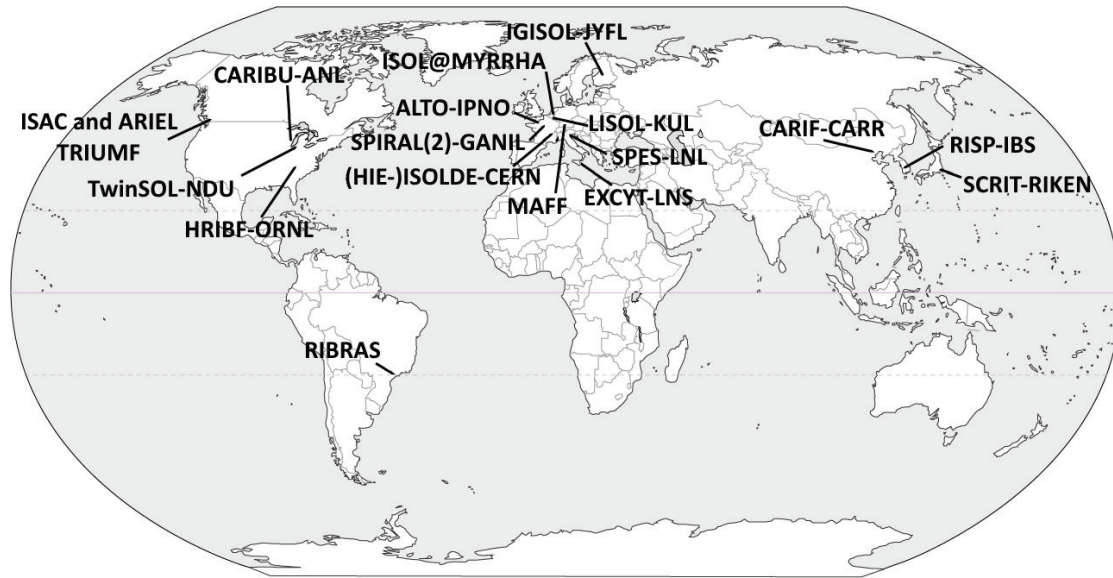 IGISOL-JYFL
ISOL@MYRRHA
CARIBU-ANL
ALTO-IPNO
ISAC and ARIEL
TRIUMF
LISOL-KUL
CARIF-CARR
SPIRAL(2)-GANIL
RISP-IBS
SPES-LNL
(HIE-)ISOLDE-CERN
SCRIT-RIKEN
TwinSOL-NDU
EXCYT-LNS
MAFF
HRIBF-ORNL
RIBRAS